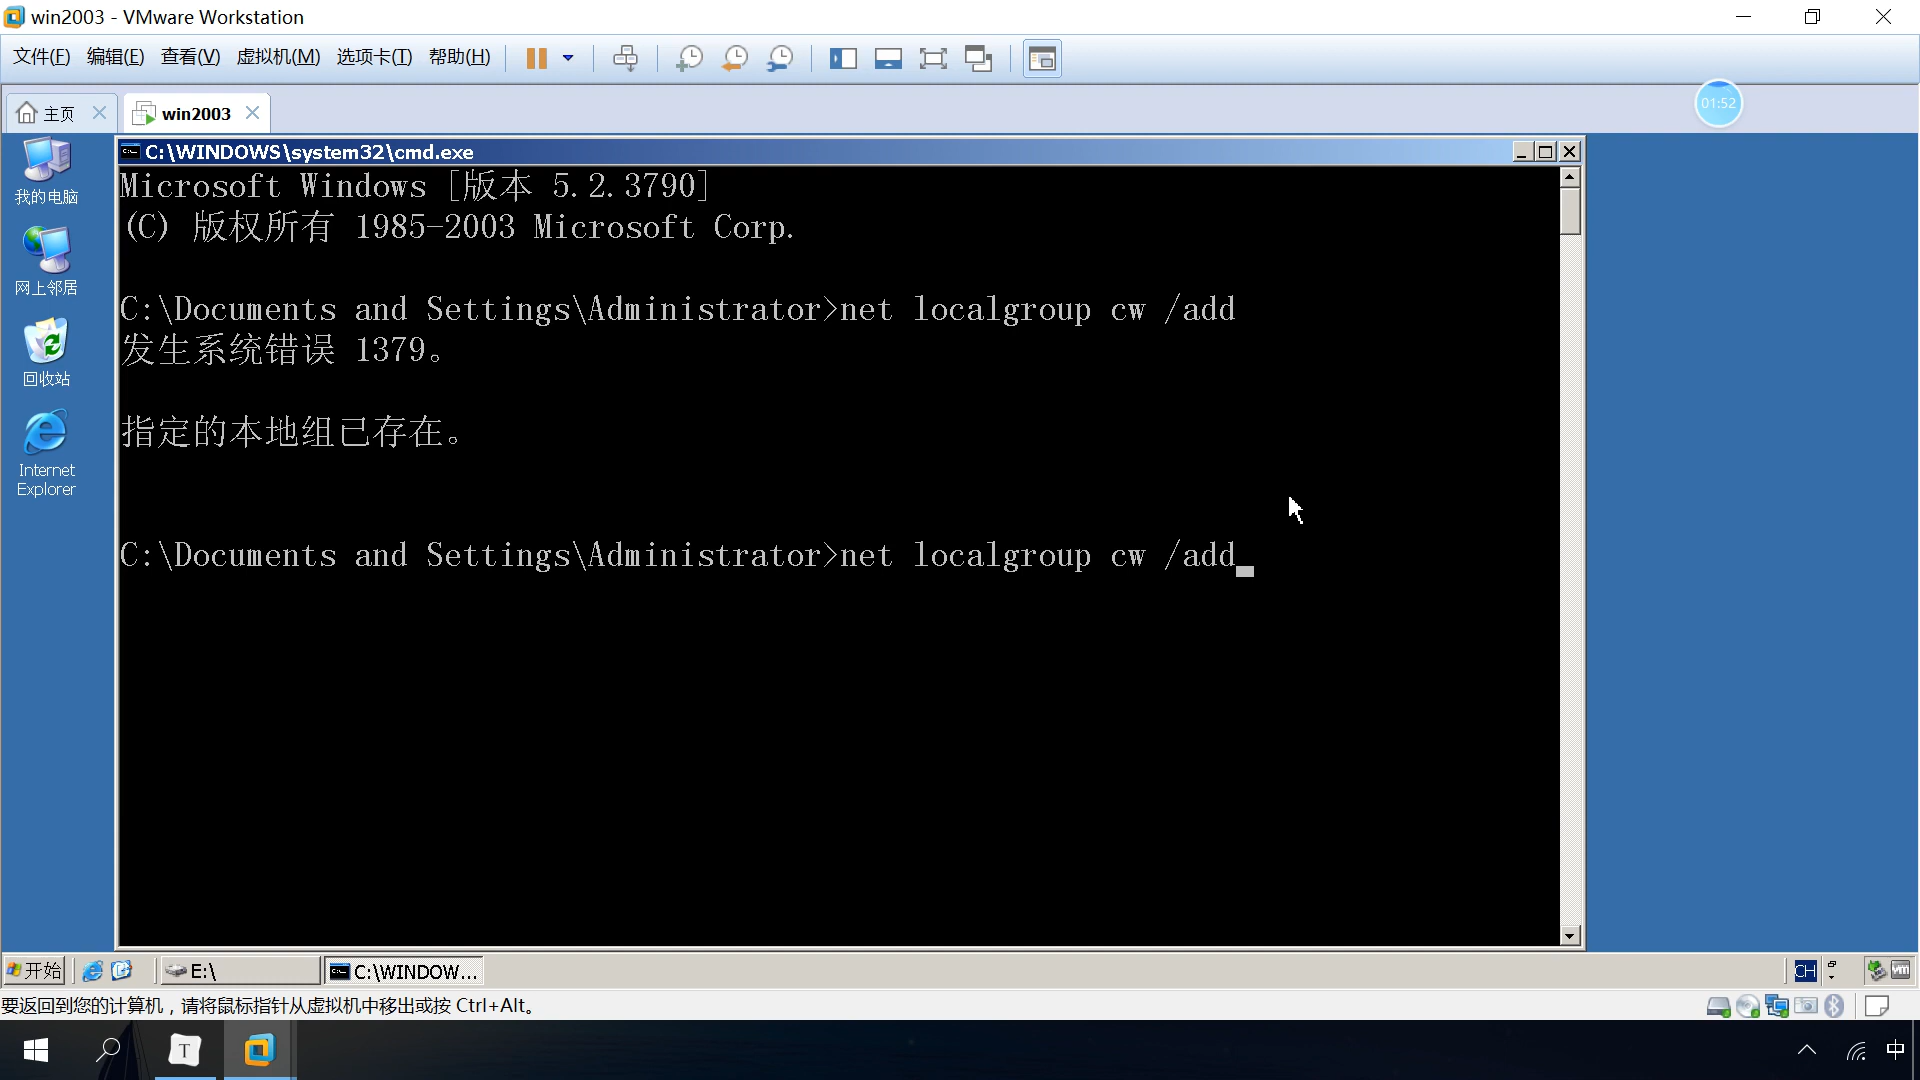 win2003 - VMware Workstation
文件(F) 编辑(E) 查看(V) 虚拟机(M) 选项卡(T) 帮助(H)
主页 win2003
01:52
我的电脑
网上邻居
回收站
Internet
Explorer
C:\WINDOWS\system32\cmd.exe
Microsoft Windows [版本 5.2.3790]
(C) 版权所有 1985-2003 Microsoft Corp.
C:\Documents and Settings\Administrator>net localgroup cw /add
发生系统错误 1379。
指定的本地组已存在。
C:\Documents and Settings\Administrator>net localgroup cw /add
开始 E:\ C:\WINDOW... CH vm
要返回到您的计算机，请将鼠标指针从虚拟机中移出或按 Ctrl+Alt。
T 中